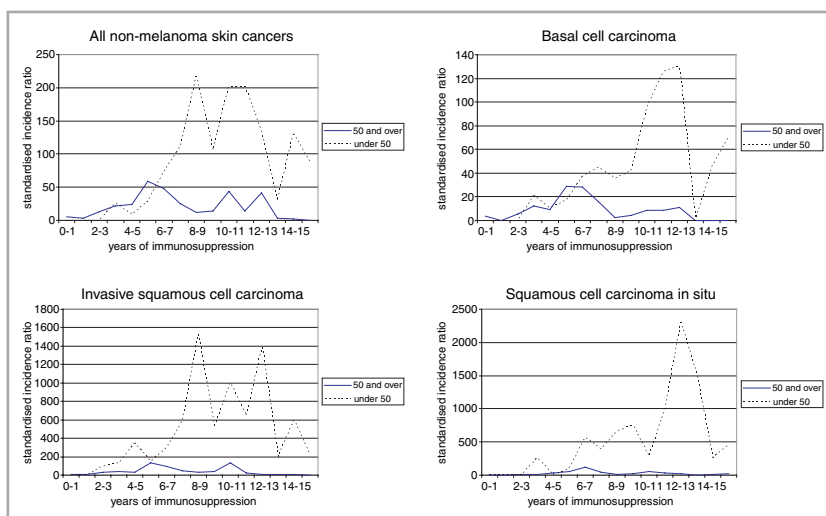 All non-melanoma skin cancers
standardised incidence ratio
250
200
150
100
50
0
0-1 2-3 4-5 6-7 8-9 10-11 12-13 14-15
years of immunosuppression
50 and over
under 50
Basal cell carcinoma
standardised incidence ratio
140
120
100
80
60
40
20
0
0-1 2-3 4-5 6-7 8-9 10-11 12-13 14-15
years of immunosuppression
50 and over
under 50
Invasive squamous cell carcinoma
standardised incidence ratio
1800
1600
1400
1200
1000
800
600
400
200
0
0-1 2-3 4-5 6-7 8-9 10-11 12-13 14-15
years of immunosuppression
50 and over
under 50
Squamous cell carcinoma in situ
standardised incidence ratio
2500
2000
1500
1000
500
0
0-1 2-3 4-5 6-7 8-9 10-11 12-13 14-15
years of immunosuppression
50 and over
under 50